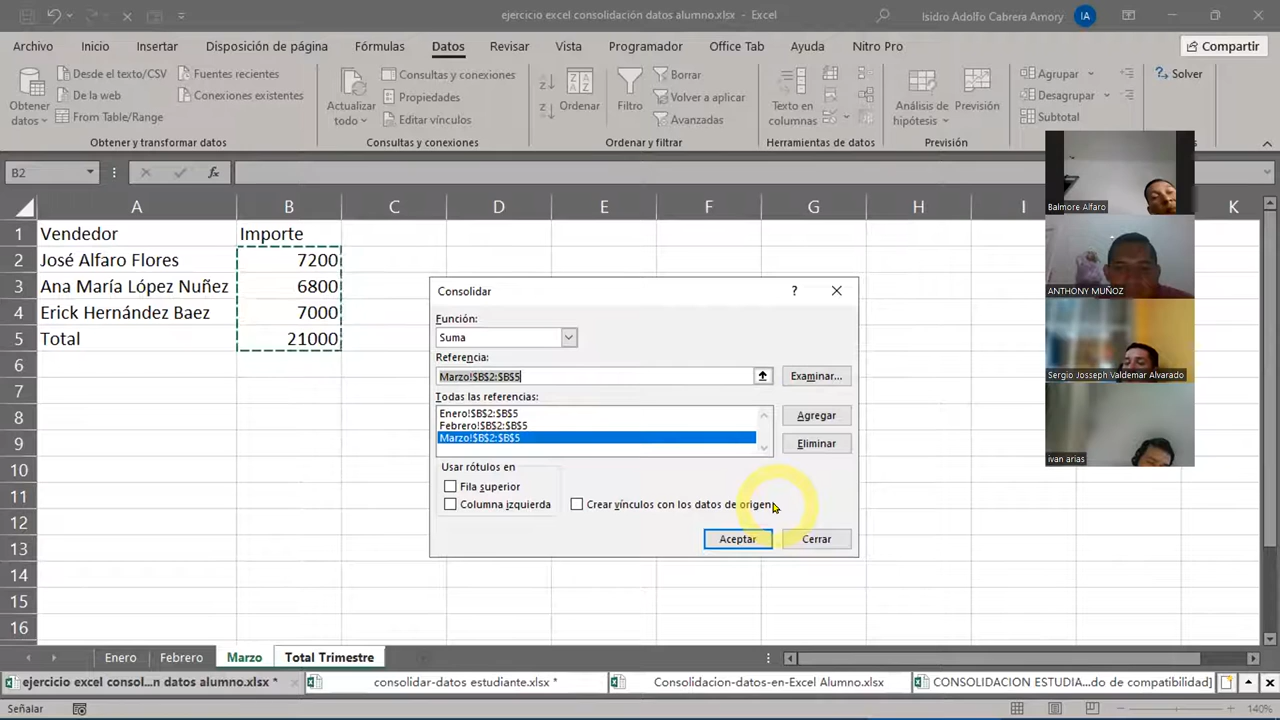 ejercicio excel consolidación datos alumno.xlsx - Excel
Isidro Adolfo Cabrera Amory
IA
Archivo Inicio Insertar Disposición de página Fórmulas Datos Revisar Vista Programador Office Tab Ayuda Nitro Pro Compartir
Obtener datos
Desde el texto/CSV
De la web
From Table/Range
Fuentes recientes
Conexiones existentes
Obtener y transformar datos
Actualizar todo
Consultas y conexiones
Propiedades
Editar vínculos
Consultas y conexiones
Ordenar
Filtro
Borrar
Volver a aplicar
Avanzadas
Ordenar y filtrar
Texto en columnas
Herramientas de datos
Análisis de hipótesis
Previsión
Previsión
Agrupar
Desagrupar
Subtotal
Solver
B2
fx
A B C D E F G H I K
1 Vendedor Importe
2 José Alfaro Flores 7200
3 Ana María López Nuñez 6800
4 Erick Hernández Baez 7000
5 Total 21000
6
7
8
9
10
11
12
13
14
15
16
Consolidar ?
Función:
Suma
Referencia:
Marzo!$B$2:$B$5
Examinar...
Todas las referencias:
Enero!$B$2:$B$5
Febrero!$B$2:$B$5
Marzo!$B$2:$B$5
Agregar
Eliminar
Usar rótulos en
Fila superior
Columna izquierda
Crear vínculos con los datos de origen
Aceptar Cerrar
Balmore Alfaro
ANTHONY MUÑOZ
Sergio Josseph Valdemar Alvarado
ivan arias
Enero Febrero Marzo Total Trimestre
ejercicio excel consol...n datos alumno.xlsx * consolidar-datos estudiante.xlsx * Consolidacion-datos-en-Excel Alumno.xlsx CONSOLIDACION ESTUDIA...do de compatibilidad]
Señalar
140%